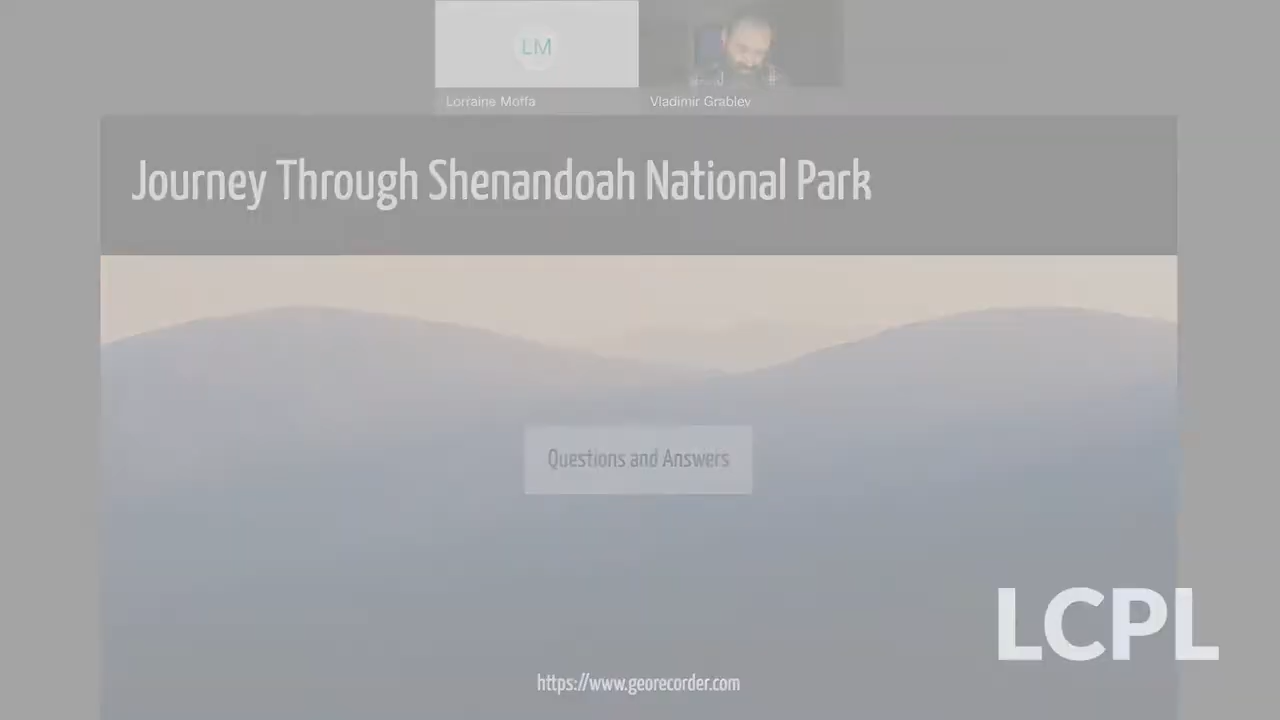 LM
Lorraine Moffa
Vladimir Grablev
Journey Through Shenandoah National Park
Questions and Answers
LCPL
https://www.georecorder.com